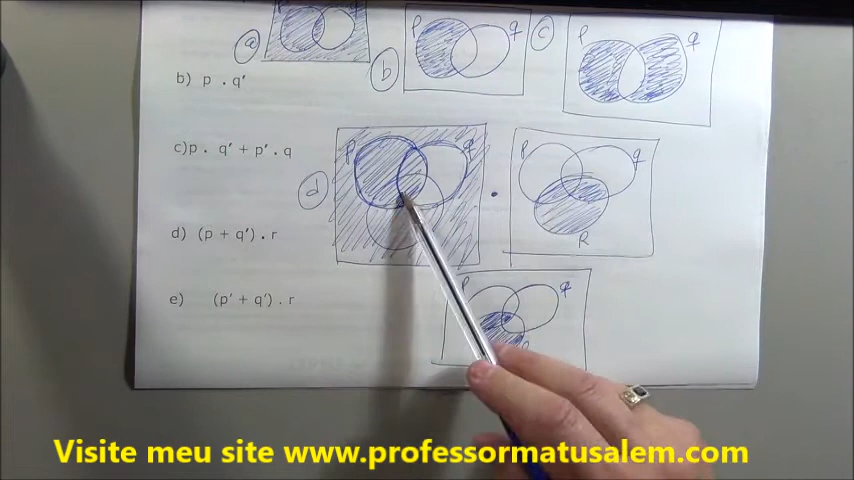 P
a
P q
b
c
P q
b) p . q'
c)p . q' + p' . q
P q
d
.
P q
R
d) (p + q') . r
P q
e) (p' + q') . r
Visite meu site www.professormatusalem.com